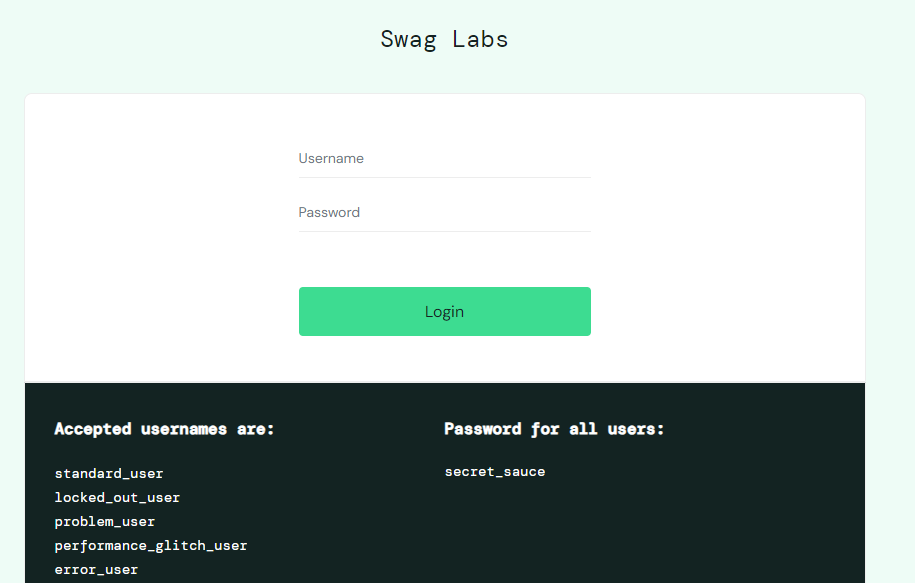 Swag Labs
Username
Password
Login
Accepted usernames are:
standard_user
locked_out_user
problem_user
performance_glitch_user
error_user
Password for all users:
secret_sauce